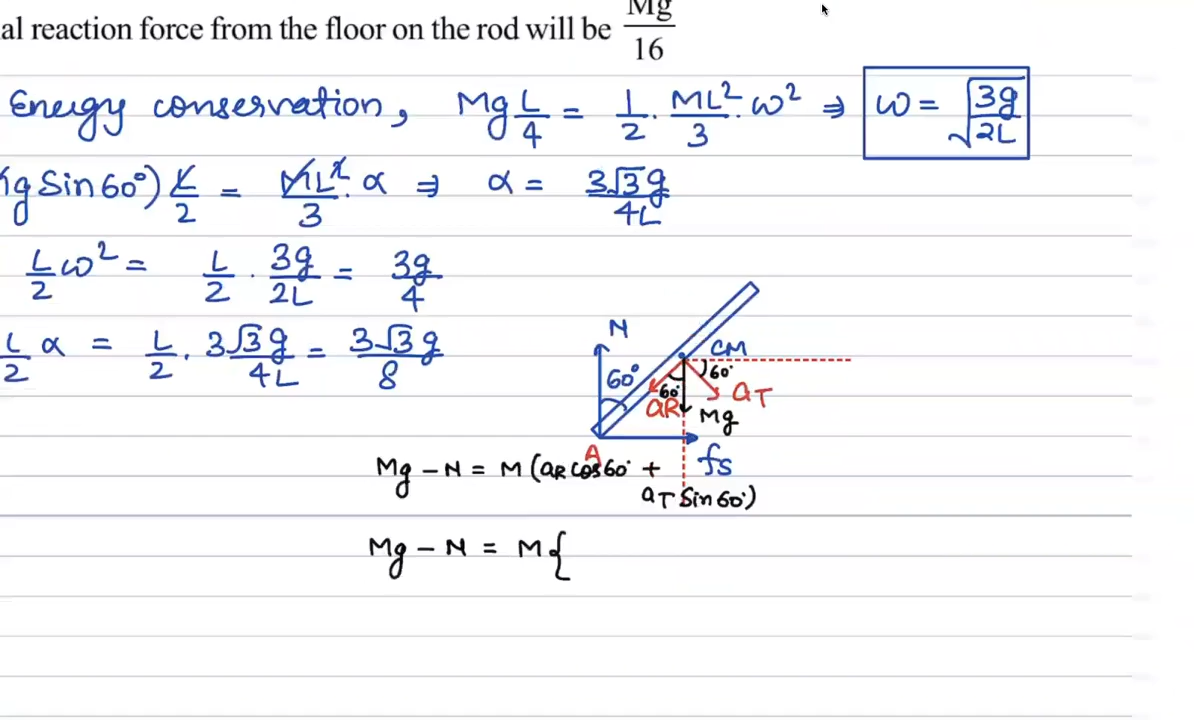 al reaction force from the floor on the rod will be Mg/16
Energy conservation, Mg L/4 = 1/2 · ML²/3 · ω² ⇒ ω = √(3g/2L)
g Sin 60°) L/2 = ML²/3 · α ⇒ α = 3√3g/4L
L/2 ω² = L/2 · 3g/2L = 3g/4
L/2 α = L/2 · 3√3g/4L = 3√3g/8
N
CM
60°
60°
60°
aR
aT
Mg
A
fs
Mg – N = M (aR cos60° +
aT Sin 60°)
Mg – N = M {